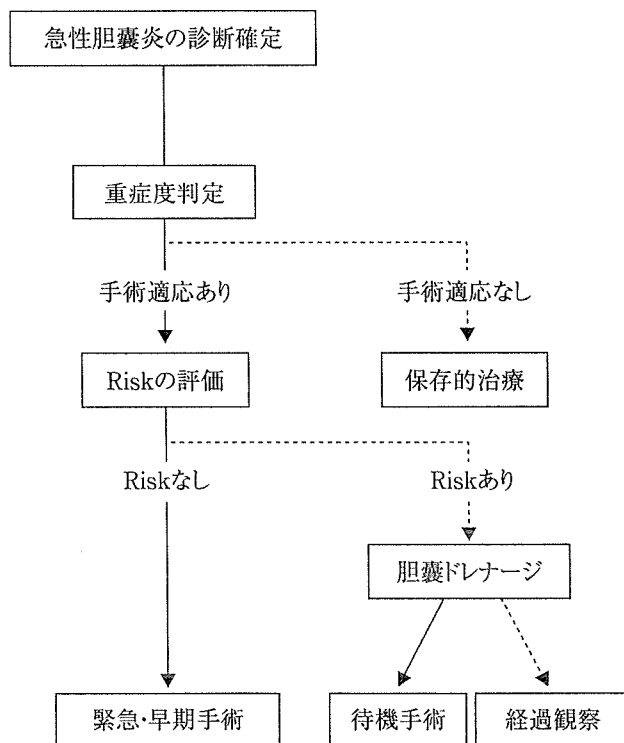 急性胆嚢炎の診断確定
重症度判定
手術適応あり
手術適応なし
Riskの評価
保存的治療
Riskなし
Riskあり
胆嚢ドレナージ
緊急・早期手術
待機手術
経過観察